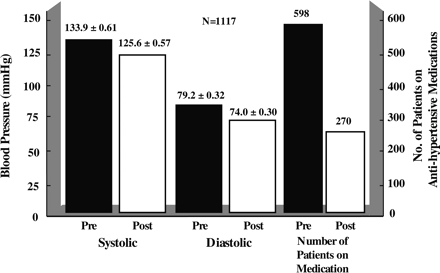 150
125
100
75
50
25
0
Blood Pressure (mmHg)
133.9 ± 0.61
125.6 ± 0.57
N=1117
79.2 ± 0.32
74.0 ± 0.30
598
270
600
500
400
300
200
100
0
No. of Patients on
Anti-hypertensive Medications
Pre Post Pre Post Pre Post
Systolic Diastolic Number of
Patients on
Medication